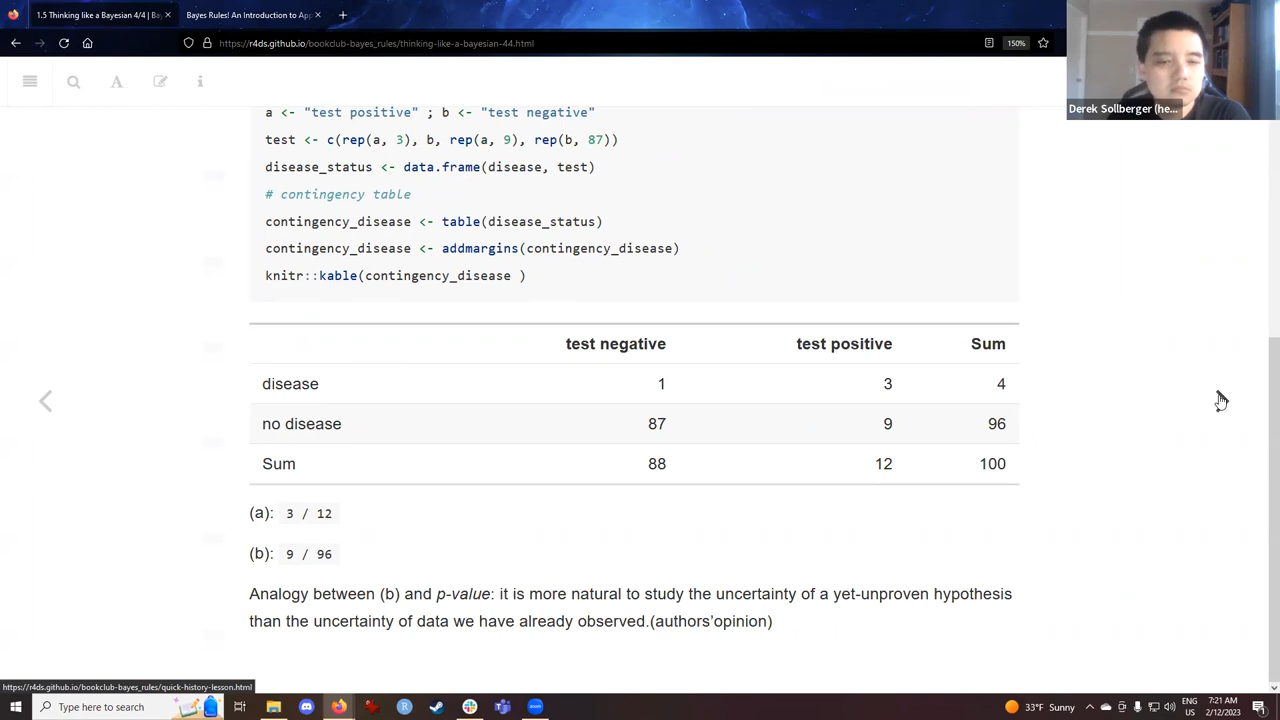 1.5 Thinking like a Bayesian 4/4 | Bay
Bayes Rules! An Introduction to App
https://r4ds.github.io/bookclub-bayes_rules/thinking-like-a-bayesian-44.html
150%
Derek Sollberger (he...
a <- "test positive" ; b <- "test negative"
test <- c(rep(a, 3), b, rep(a, 9), rep(b, 87))
disease_status <- data.frame(disease, test)
# contingency table
contingency_disease <- table(disease_status)
contingency_disease <- addmargins(contingency_disease)
knitr::kable(contingency_disease )
test negative test positive Sum
disease 1 3 4
no disease 87 9 96
Sum 88 12 100
(a): 3 / 12
(b): 9 / 96
Analogy between (b) and p-value: it is more natural to study the uncertainty of a yet-unproven hypothesis
than the uncertainty of data we have already observed.(authors'opinion)
https://r4ds.github.io/bookclub-bayes_rules/quick-history-lesson.html
Type here to search
33°F Sunny
ENG
US
7:21 AM
2/12/2023